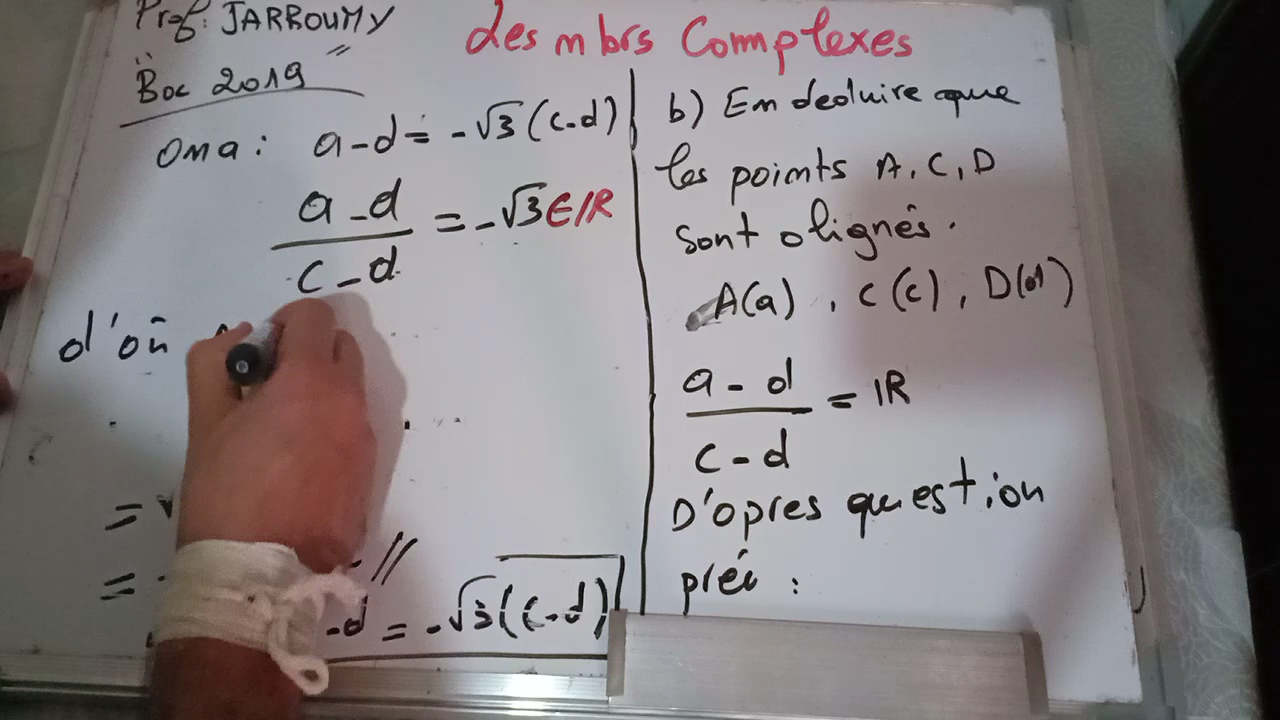 Prof: JARROUMY
Bac 2019
Les nbrs Complexes
On a : a-d = -√3(c-d)
a-d / c-d = -√3 ∈ IR
d'où
=
=
-d = -√3(c-d)
b) En deduire que
les points A, C, D
sont alignés.
A(a) , C(c) , D(d)
a-d / c-d = IR
D'apres question
préc :